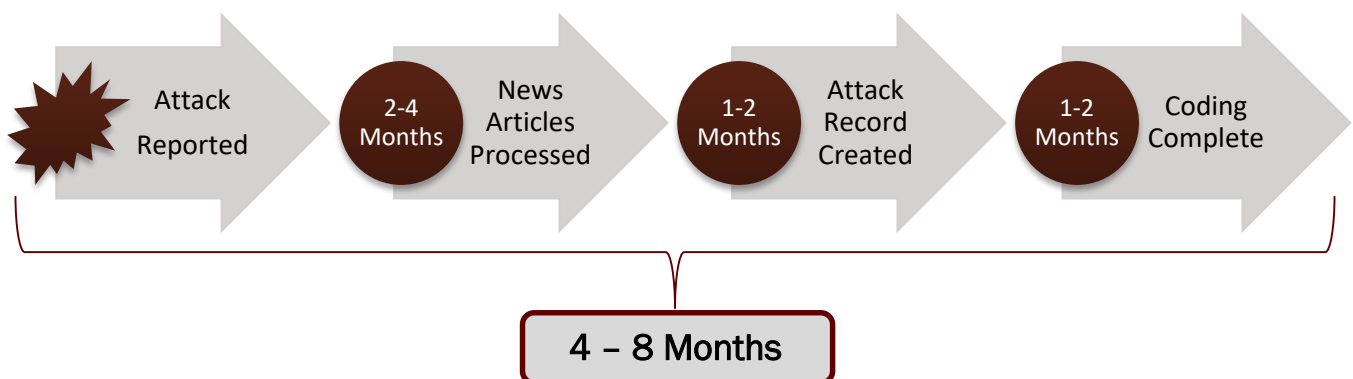 Attack
Reported
2-4
Months
News
Articles
Processed
1-2
Months
Attack
Record
Created
1-2
Months
Coding
Complete
4 – 8 Months